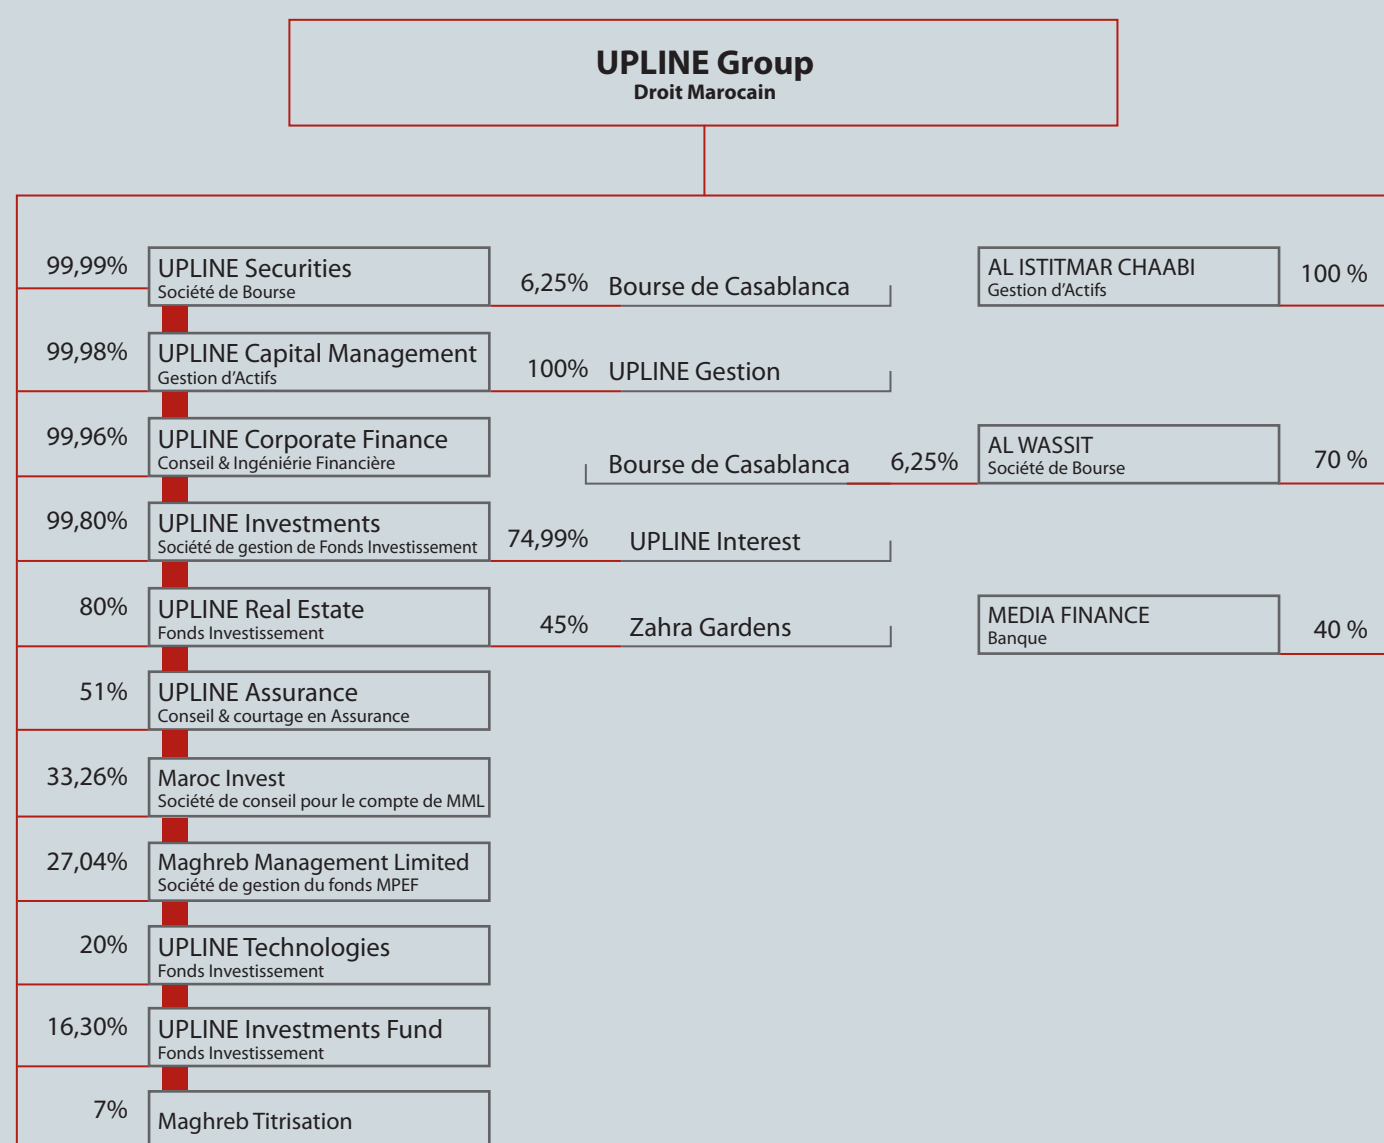 UPLINE Group
Droit Marocain
99,99%
UPLINE Securities
Société de Bourse
6,25%
Bourse de Casablanca
AL ISTITMAR CHAABI
Gestion d'Actifs
100 %
99,98%
UPLINE Capital Management
Gestion d'Actifs
100%
UPLINE Gestion
99,96%
UPLINE Corporate Finance
Conseil & Ingéniérie Financière
Bourse de Casablanca
6,25%
AL WASSIT
Société de Bourse
70 %
99,80%
UPLINE Investments
Société de gestion de Fonds Investissement
74,99%
UPLINE Interest
80%
UPLINE Real Estate
Fonds Investissement
45%
Zahra Gardens
MEDIA FINANCE
Banque
40 %
51%
UPLINE Assurance
Conseil & courtage en Assurance
33,26%
Maroc Invest
Société de conseil pour le compte de MML
27,04%
Maghreb Management Limited
Société de gestion du fonds MPEF
20%
UPLINE Technologies
Fonds Investissement
16,30%
UPLINE Investments Fund
Fonds Investissement
7%
Maghreb Titrisation